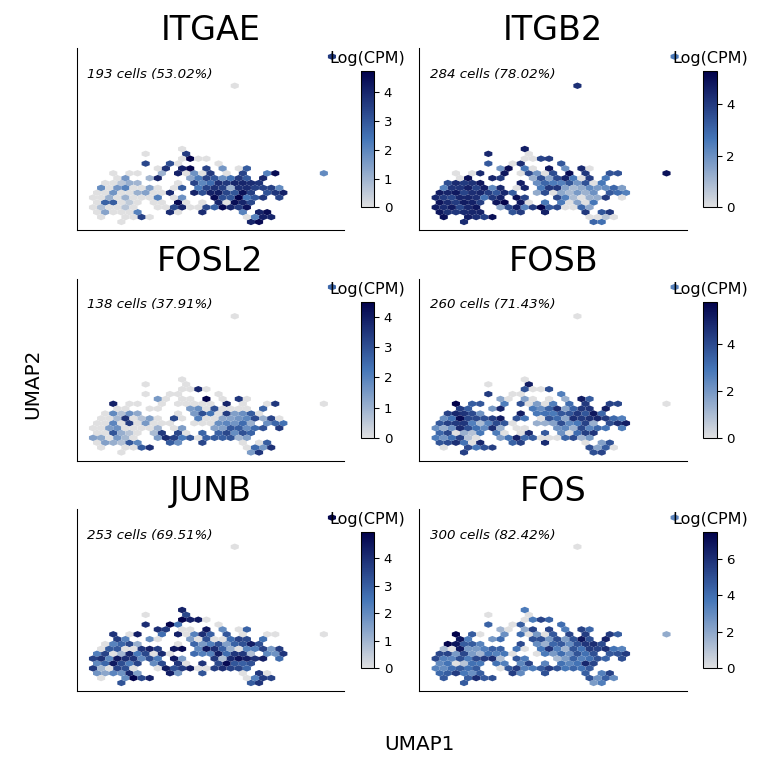 ITGAE
ITGB2
Log(CPM)
Log(CPM)
193 cells (53.02%)
284 cells (78.02%)
4
3
2
1
0
4
2
0
FOSL2
FOSB
Log(CPM)
Log(CPM)
138 cells (37.91%)
260 cells (71.43%)
4
3
2
1
0
4
2
0
UMAP2
JUNB
FOS
Log(CPM)
Log(CPM)
253 cells (69.51%)
300 cells (82.42%)
4
3
2
1
0
6
4
2
0
UMAP1